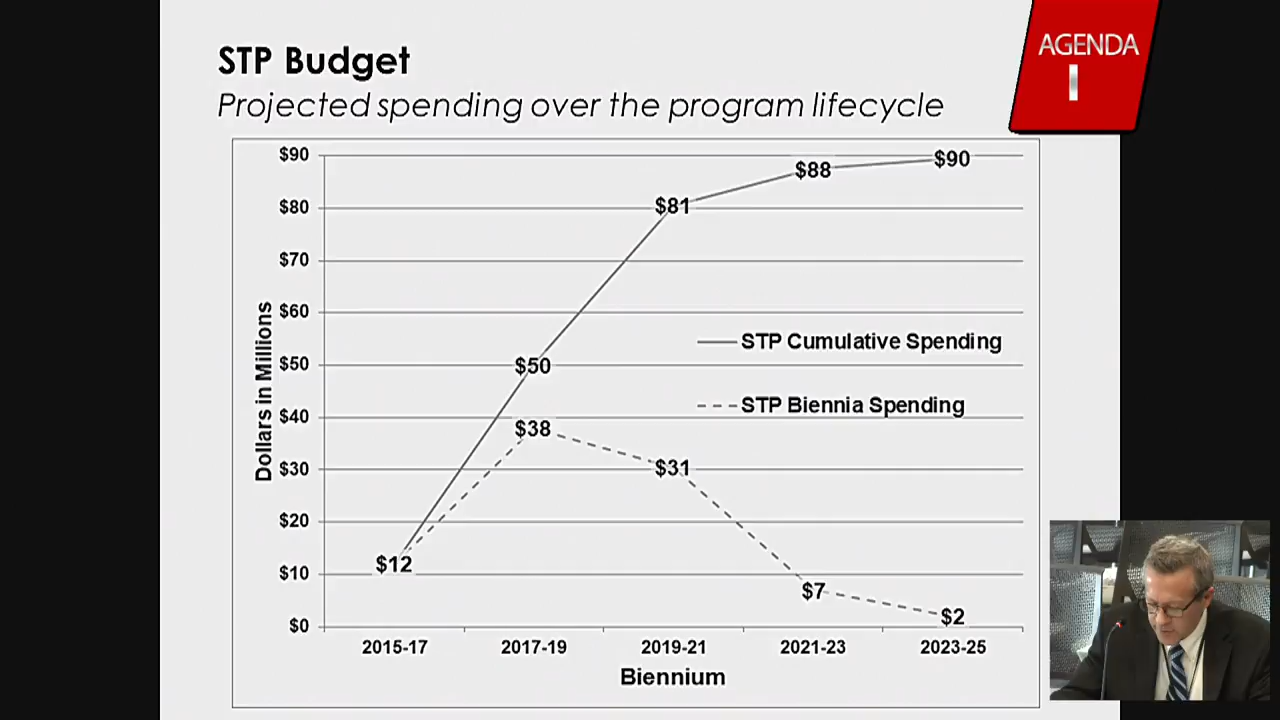 STP Budget
Projected spending over the program lifecycle
AGENDA
I
$90
$80
$70
$60
$50
$40
$30
$20
$10
$0
Dollars in Millions
$12
$50
$81
$88
$90
$38
$31
$7
$2
STP Cumulative Spending
STP Biennia Spending
2015-17 2017-19 2019-21 2021-23 2023-25
Biennium